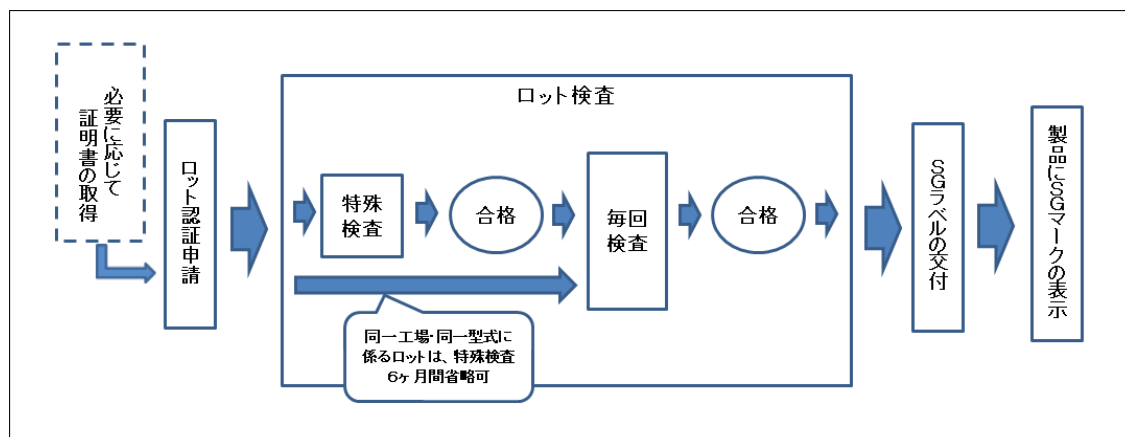 必要に応じて
証明書の取得
ロット認証申請
ロット検査
特殊
検査
合格
毎回
検査
合格
同一工場・同一型式に
係るロットは、特殊検査
6ヶ月間省略可
SGラベルの交付
製品にSGマークの表示